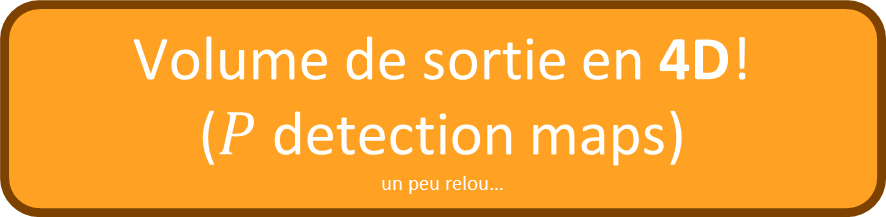 Volume de sortie en 4D!
(P detection maps)
un peu relou...